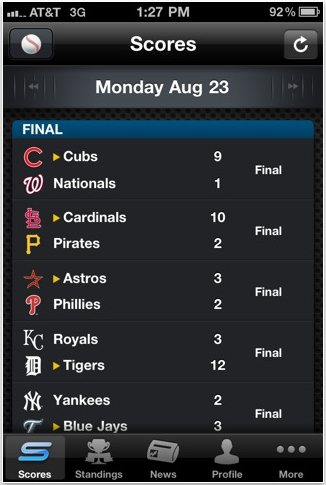 AT&T 3G 1:27 PM 92%
Scores
Monday Aug 23
FINAL
Cubs 9
Final
Nationals 1
Cardinals 10
Final
Pirates 2
Astros 3
Final
Phillies 2
Royals 3
Final
Tigers 12
Yankees 2
Final
Blue Jays 3
Scores Standings News Profile More